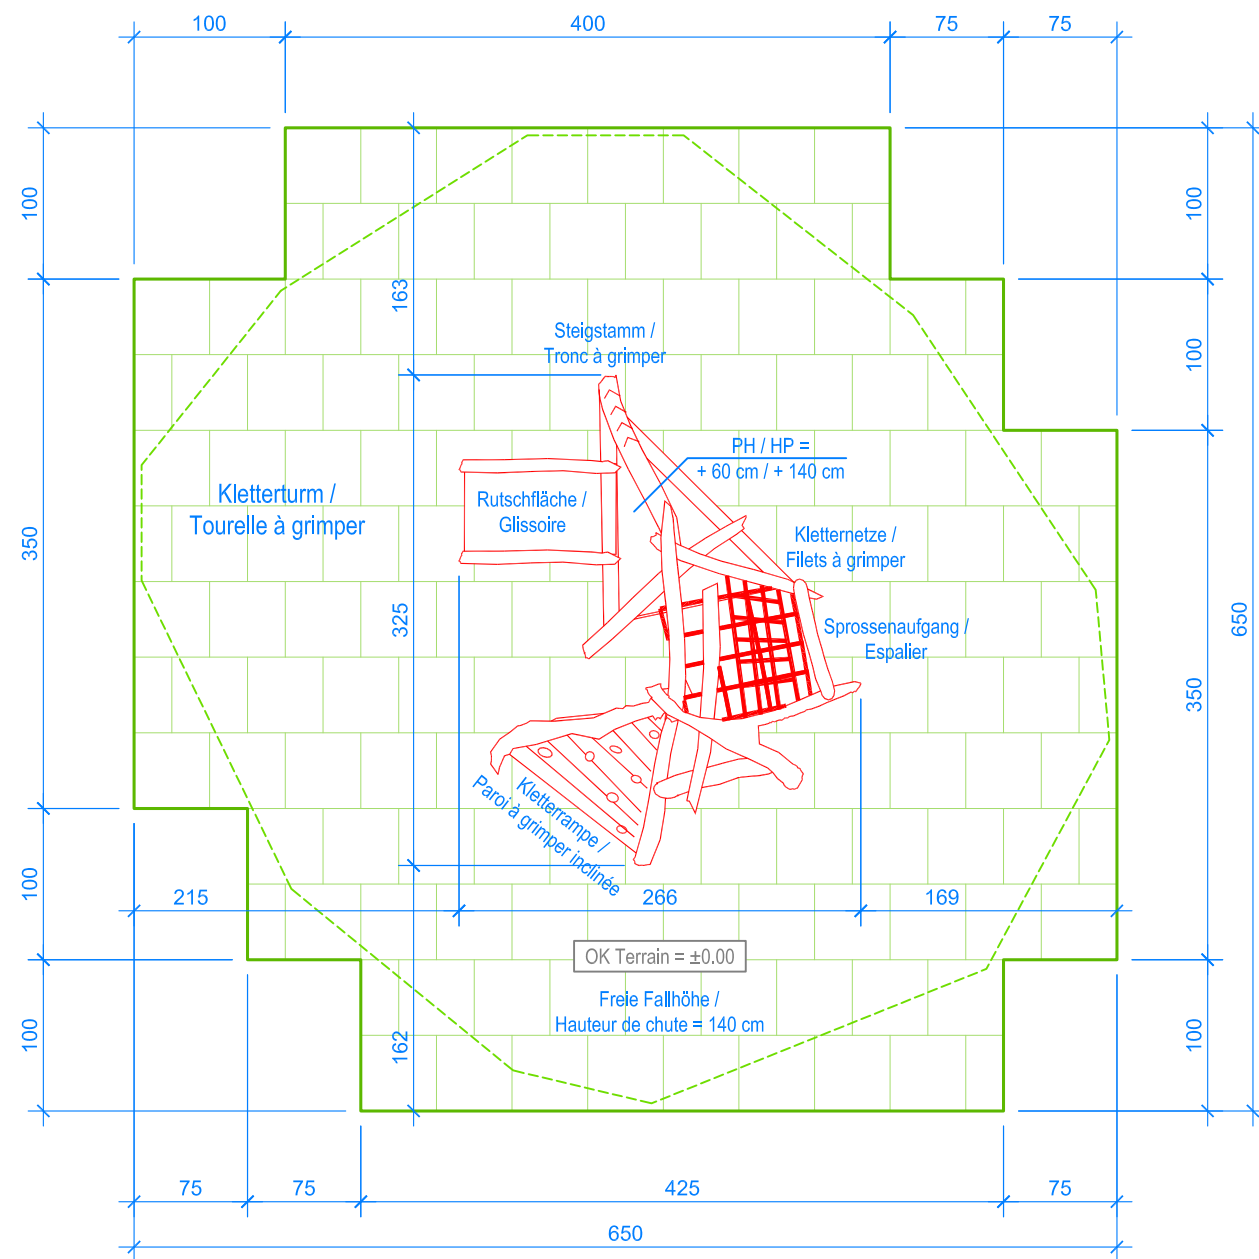 100
400
75
75
100
163
100
100
Steigstamm /
Tronc à grimper
PH / HP =
+ 60 cm / + 140 cm
Kletterturm /
Tourelle à grimper
Rutschfläche /
Glissoire
Kletternetze /
Filets à grimper
350
325
Sprossenaufgang /
Espalier
650
350
Kletterrampe /
Paroi à grimper inclinée
100
215
266
169
OK Terrain = ±0.00
Freie Fallhöhe /
Hauteur de chute = 140 cm
100
162
100
75
75
425
75
650